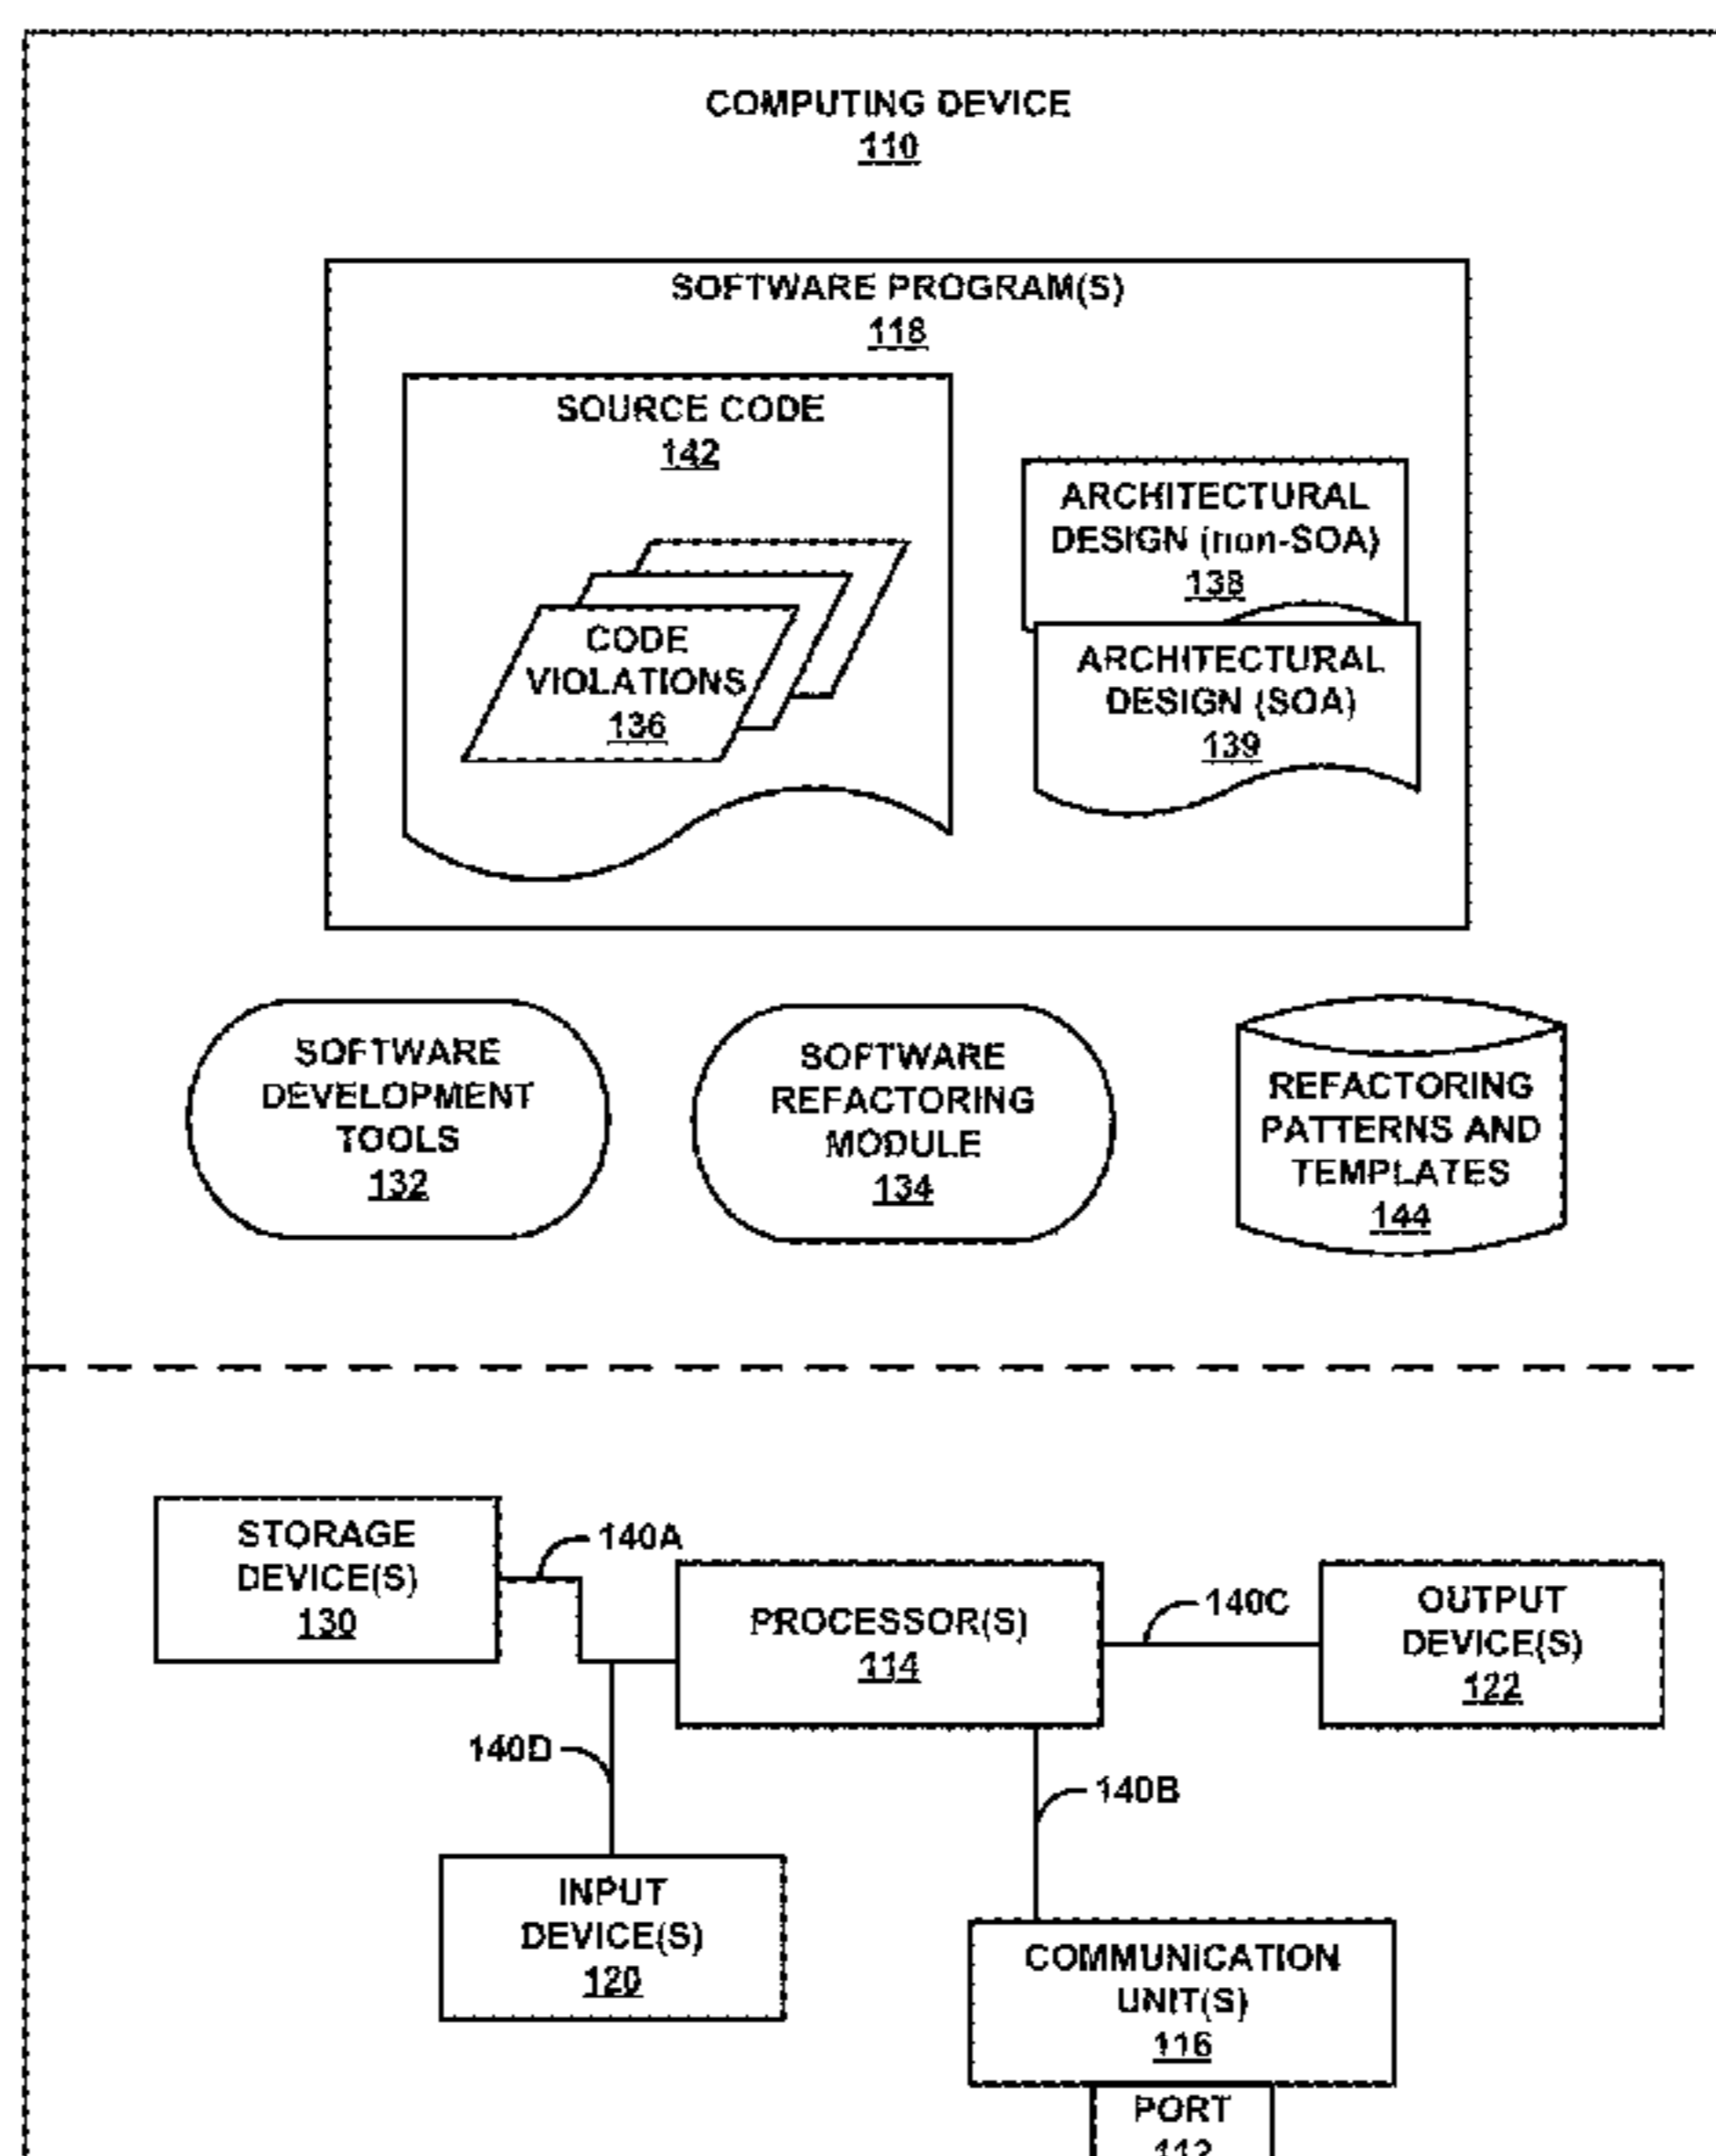 COMPUTING DEVICE
110
SOFTWARE PROGRAM(S)
118
SOURCE CODE
142
CODE
VIOLATIONS
136
ARCHITECTURAL
DESIGN (non-SOA)
138
ARCHITECTURAL
DESIGN (SOA)
139
SOFTWARE
DEVELOPMENT
TOOLS
132
SOFTWARE
REFACTORING
MODULE
134
REFACTORING
PATTERNS AND
TEMPLATES
144
STORAGE
DEVICE(S)
130
140A
PROCESSOR(S)
114
140C
OUTPUT
DEVICE(S)
122
140D
140B
INPUT
DEVICE(S)
120
COMMUNICATION
UNIT(S)
116
PORT
112